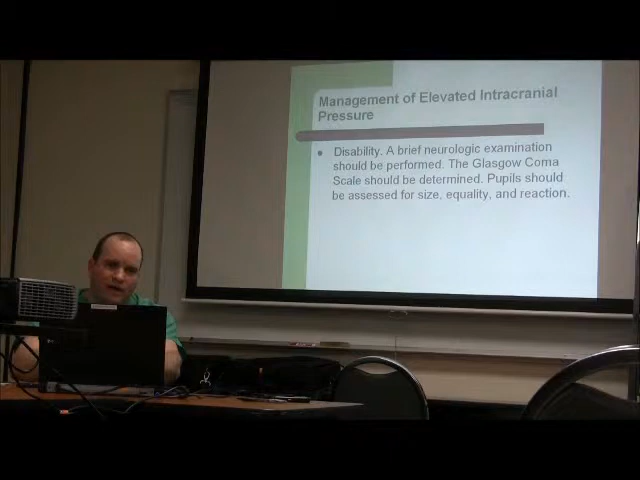 Management of Elevated Intracranial
Pressure
Disability. A brief neurologic examination
should be performed. The Glasgow Coma
Scale should be determined. Pupils should
be assessed for size, equality, and reaction.